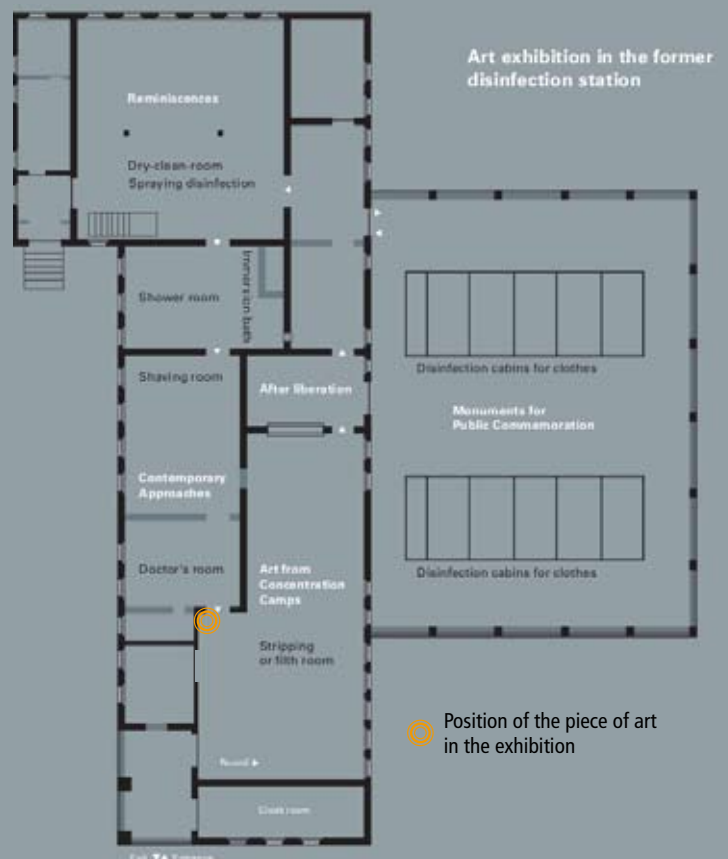 Art exhibition in the former
disinfection station
Reminiscences
Dry-clean-room
Spraying disinfection
Shower room
Immersion bath
Shaving room
After liberation
Disinfection cabins for clothes
Monuments for
Public Commemoration
Contemporary
Approaches
Doctor's room
Art from
Concentration
Camps
Disinfection cabins for clothes
Stripping
or filth room
Position of the piece of art
in the exhibition
Cloak room